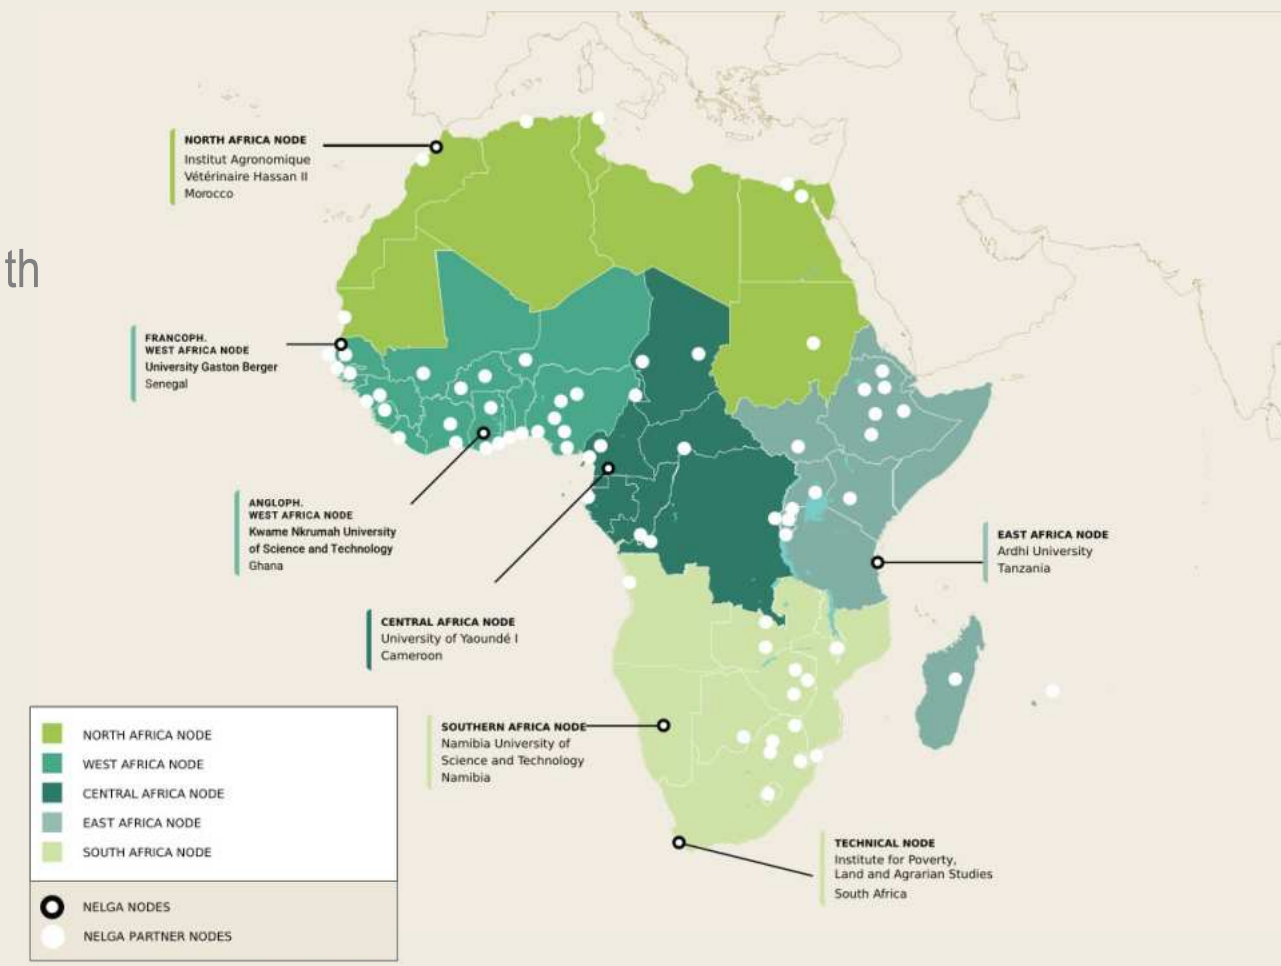 NORTH AFRICA NODE
Institut Agronomique
Vétérinaire Hassan II
Morocco
th
FRANCOPH.
WEST AFRICA NODE
University Gaston Berger
Senegal
ANGLOPH.
WEST AFRICA NODE
Kwame Nkrumah University
of Science and Technology
Ghana
EAST AFRICA NODE
Ardhi University
Tanzania
CENTRAL AFRICA NODE
University of Yaoundé I
Cameroon
SOUTHERN AFRICA NODE
Namibia University of
Science and Technology
Namibia
TECHNICAL NODE
Institute for Poverty,
Land and Agrarian Studies
South Africa
NORTH AFRICA NODE
WEST AFRICA NODE
CENTRAL AFRICA NODE
EAST AFRICA NODE
SOUTH AFRICA NODE
NELGA NODES
NELGA PARTNER NODES